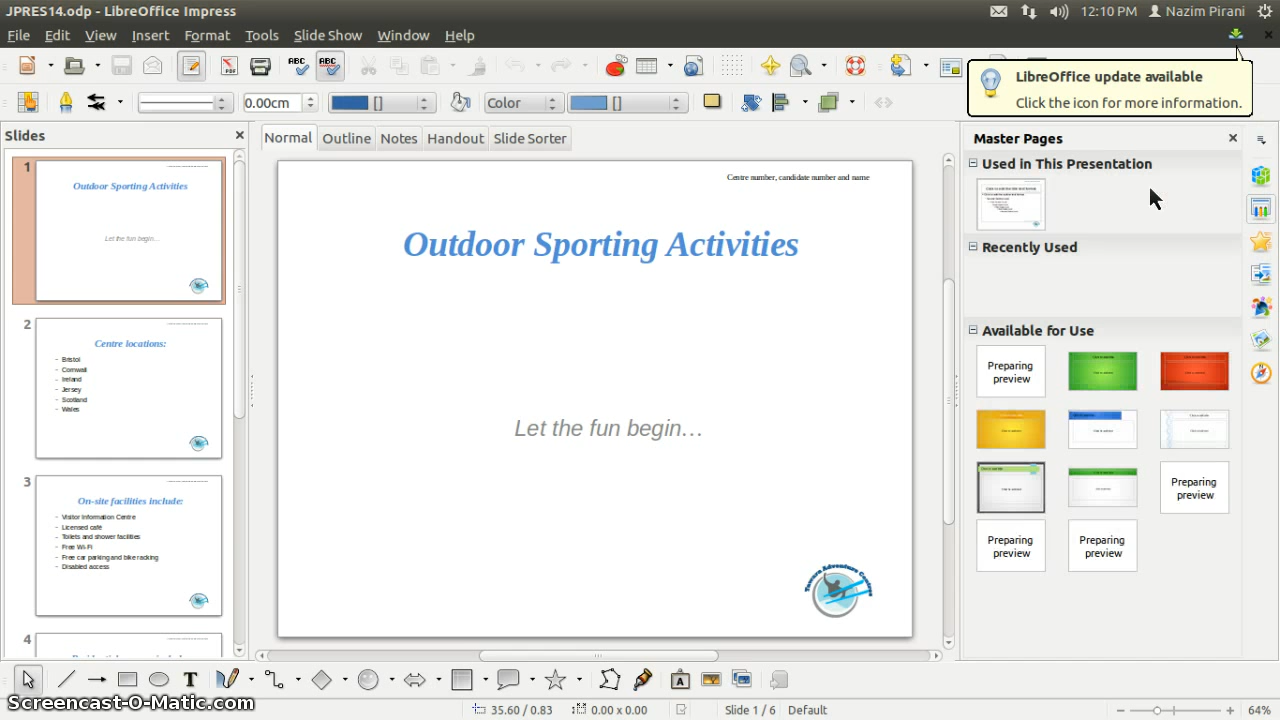 JPRES14.odp - LibreOffice Impress
12:10 PM Nazim Pirani
File Edit View Insert Format Tools Slide Show Window Help
LibreOffice update available
Click the icon for more information.
0.00cm
Color
Slides
Normal Outline Notes Handout Slide Sorter
Master Pages
Used in This Presentation
Recently Used
Available for Use
Preparing
preview
Preparing
preview
Preparing
preview
Preparing
preview
1
Outdoor Sporting Activities
Let the fun begin...
2
Centre locations:
– Bristol
– Cornwall
– Ireland
– Jersey
– Scotland
– Wales
3
On-site facilities include:
– Visitor Information Centre
– Licensed café
– Toilets and shower facilities
– Free Wi-Fi
– Free car parking and bike racking
– Disabled access
4
Centre number, candidate number and name
Outdoor Sporting Activities
Let the fun begin…
Tawara Adventure Centres
Screencast-O-Matic.com
35.60 / 0.83
0.00 x 0.00
Slide 1 / 6
Default
64%